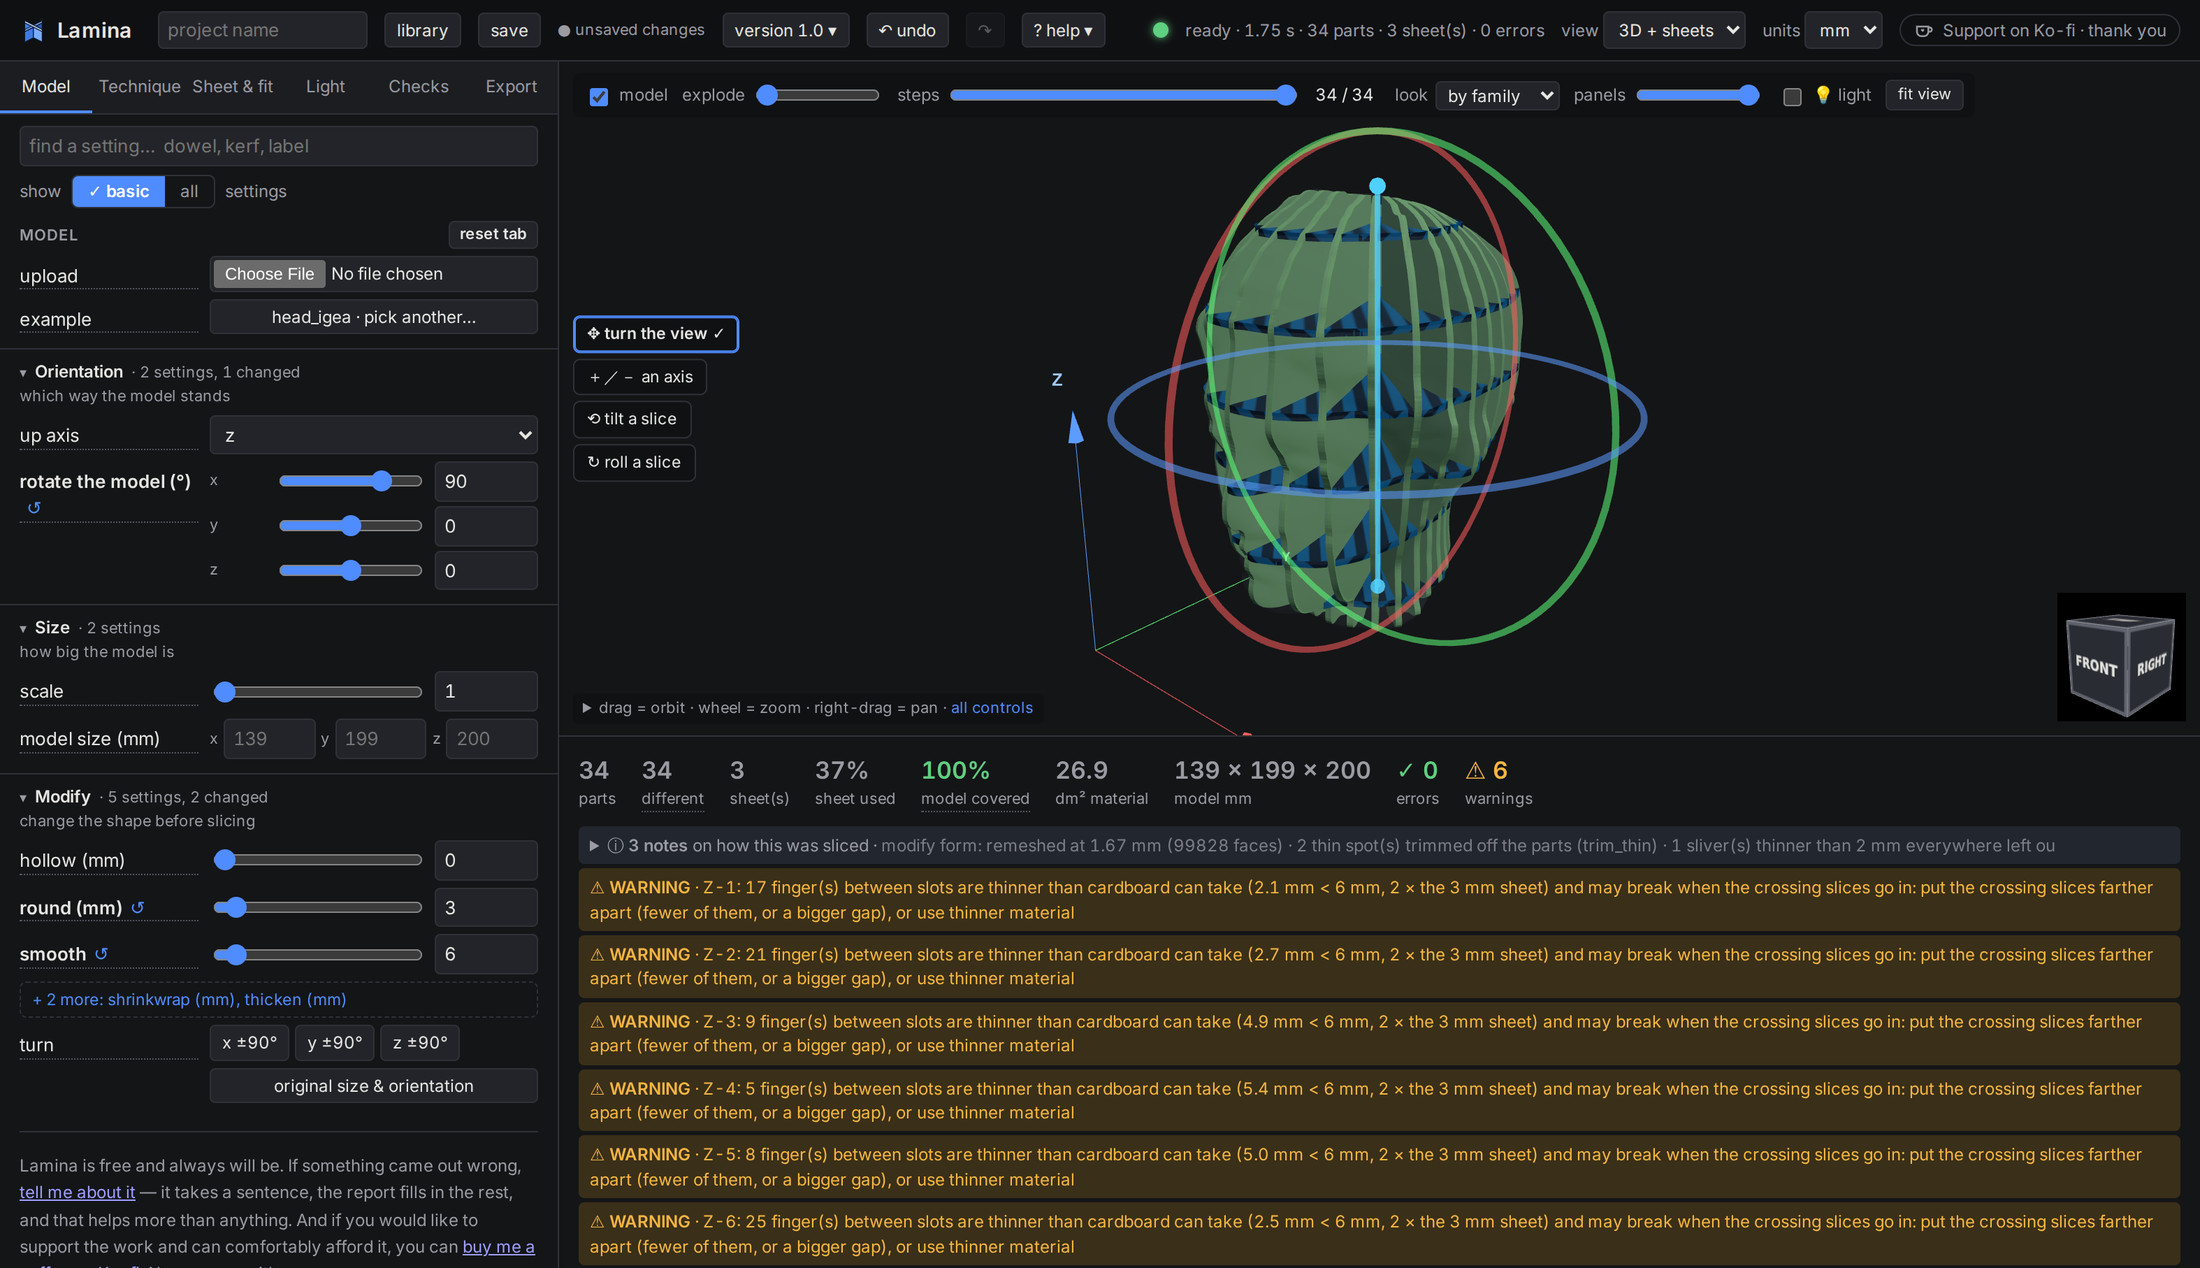 Lamina
project name
library
save
unsaved changes
version 1.0 ▾
↶ undo
↷
? help ▾
ready · 1.75 s · 34 parts · 3 sheet(s) · 0 errors
view
3D + sheets
units
mm
Support on Ko-fi · thank you
Model
Technique
Sheet & fit
Light
Checks
Export
find a setting... dowel, kerf, label
show
✓ basic
all
settings
MODEL
reset tab
upload
Choose File
No file chosen
example
head_igea · pick another...
▾ Orientation · 2 settings, 1 changed
which way the model stands
up axis
z
rotate the model (°)
↺
x
90
y
0
z
0
▾ Size · 2 settings
how big the model is
scale
1
model size (mm)
x 139
y 199
z 200
▾ Modify · 5 settings, 2 changed
change the shape before slicing
hollow (mm)
0
round (mm) ↺
3
smooth ↺
6
+ 2 more: shrinkwrap (mm), thicken (mm)
turn
x ±90°
y ±90°
z ±90°
original size & orientation
Lamina is free and always will be. If something came out wrong,
tell me about it — it takes a sentence, the report fills in the rest,
and that helps more than anything. And if you would like to
support the work and can comfortably afford it, you can buy me a
model
explode
steps
34 / 34
look
by family
panels
💡 light
fit view
✥ turn the view ✓
+ ／ − an axis
⟲ tilt a slice
↻ roll a slice
Z
Y
FRONT
RIGHT
▶ drag = orbit · wheel = zoom · right-drag = pan · all controls
34
parts
34
different
3
sheet(s)
37%
sheet used
100%
model covered
26.9
dm² material
139 × 199 × 200
model mm
✓ 0
errors
⚠ 6
warnings
▶ ⓘ 3 notes on how this was sliced · modify form: remeshed at 1.67 mm (99828 faces) · 2 thin spot(s) trimmed off the parts (trim_thin) · 1 sliver(s) thinner than 2 mm everywhere left ou
⚠ WARNING · Z-1: 17 finger(s) between slots are thinner than cardboard can take (2.1 mm < 6 mm, 2 × the 3 mm sheet) and may break when the crossing slices go in: put the crossing slices farther
apart (fewer of them, or a bigger gap), or use thinner material
⚠ WARNING · Z-2: 21 finger(s) between slots are thinner than cardboard can take (2.7 mm < 6 mm, 2 × the 3 mm sheet) and may break when the crossing slices go in: put the crossing slices farther
apart (fewer of them, or a bigger gap), or use thinner material
⚠ WARNING · Z-3: 9 finger(s) between slots are thinner than cardboard can take (4.9 mm < 6 mm, 2 × the 3 mm sheet) and may break when the crossing slices go in: put the crossing slices farther
apart (fewer of them, or a bigger gap), or use thinner material
⚠ WARNING · Z-4: 5 finger(s) between slots are thinner than cardboard can take (5.4 mm < 6 mm, 2 × the 3 mm sheet) and may break when the crossing slices go in: put the crossing slices farther
apart (fewer of them, or a bigger gap), or use thinner material
⚠ WARNING · Z-5: 8 finger(s) between slots are thinner than cardboard can take (5.0 mm < 6 mm, 2 × the 3 mm sheet) and may break when the crossing slices go in: put the crossing slices farther
apart (fewer of them, or a bigger gap), or use thinner material
⚠ WARNING · Z-6: 25 finger(s) between slots are thinner than cardboard can take (2.5 mm < 6 mm, 2 × the 3 mm sheet) and may break when the crossing slices go in: put the crossing slices farther
apart (fewer of them, or a bigger gap), or use thinner material